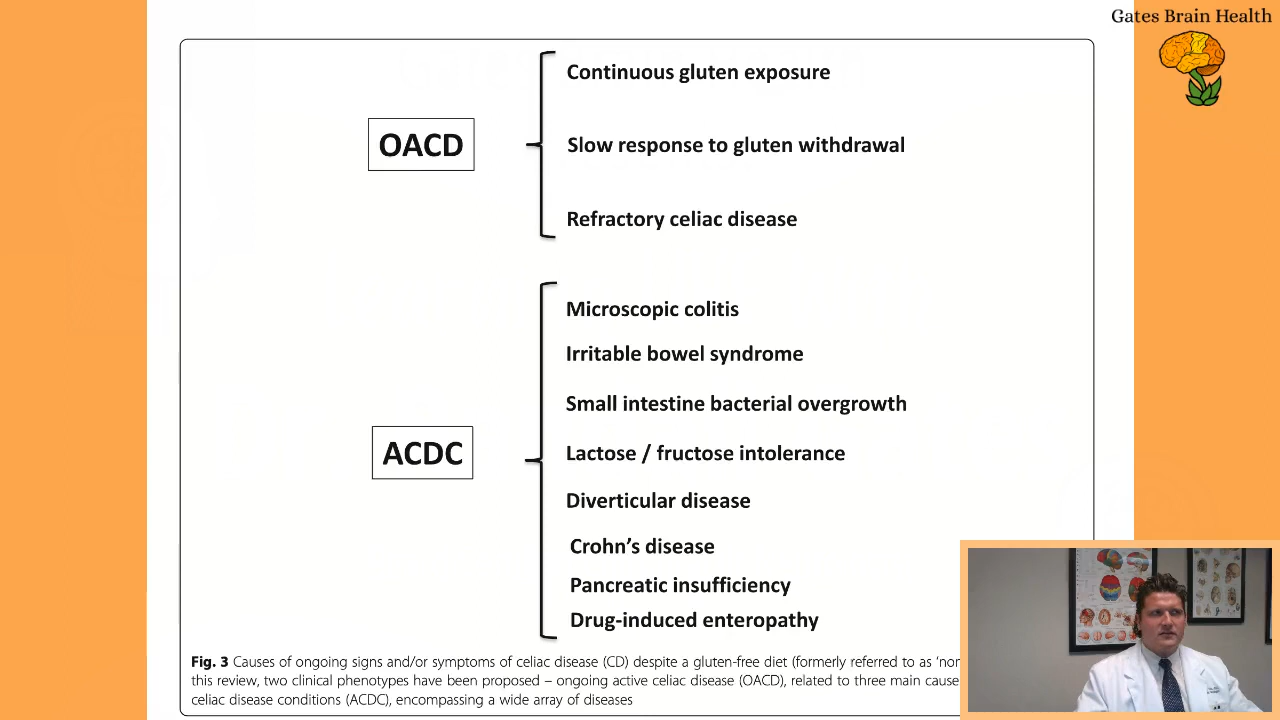 Gates Brain Health
OACD
Continuous gluten exposure
Slow response to gluten withdrawal
Refractory celiac disease
ACDC
Microscopic colitis
Irritable bowel syndrome
Small intestine bacterial overgrowth
Lactose / fructose intolerance
Diverticular disease
Crohn’s disease
Pancreatic insufficiency
Drug-induced enteropathy
Fig. 3 Causes of ongoing signs and/or symptoms of celiac disease (CD) despite a gluten-free diet (formerly referred to as
this review, two clinical phenotypes have been proposed – ongoing active celiac disease (OACD), related to three main
celiac disease conditions (ACDC), encompassing a wide array of diseases